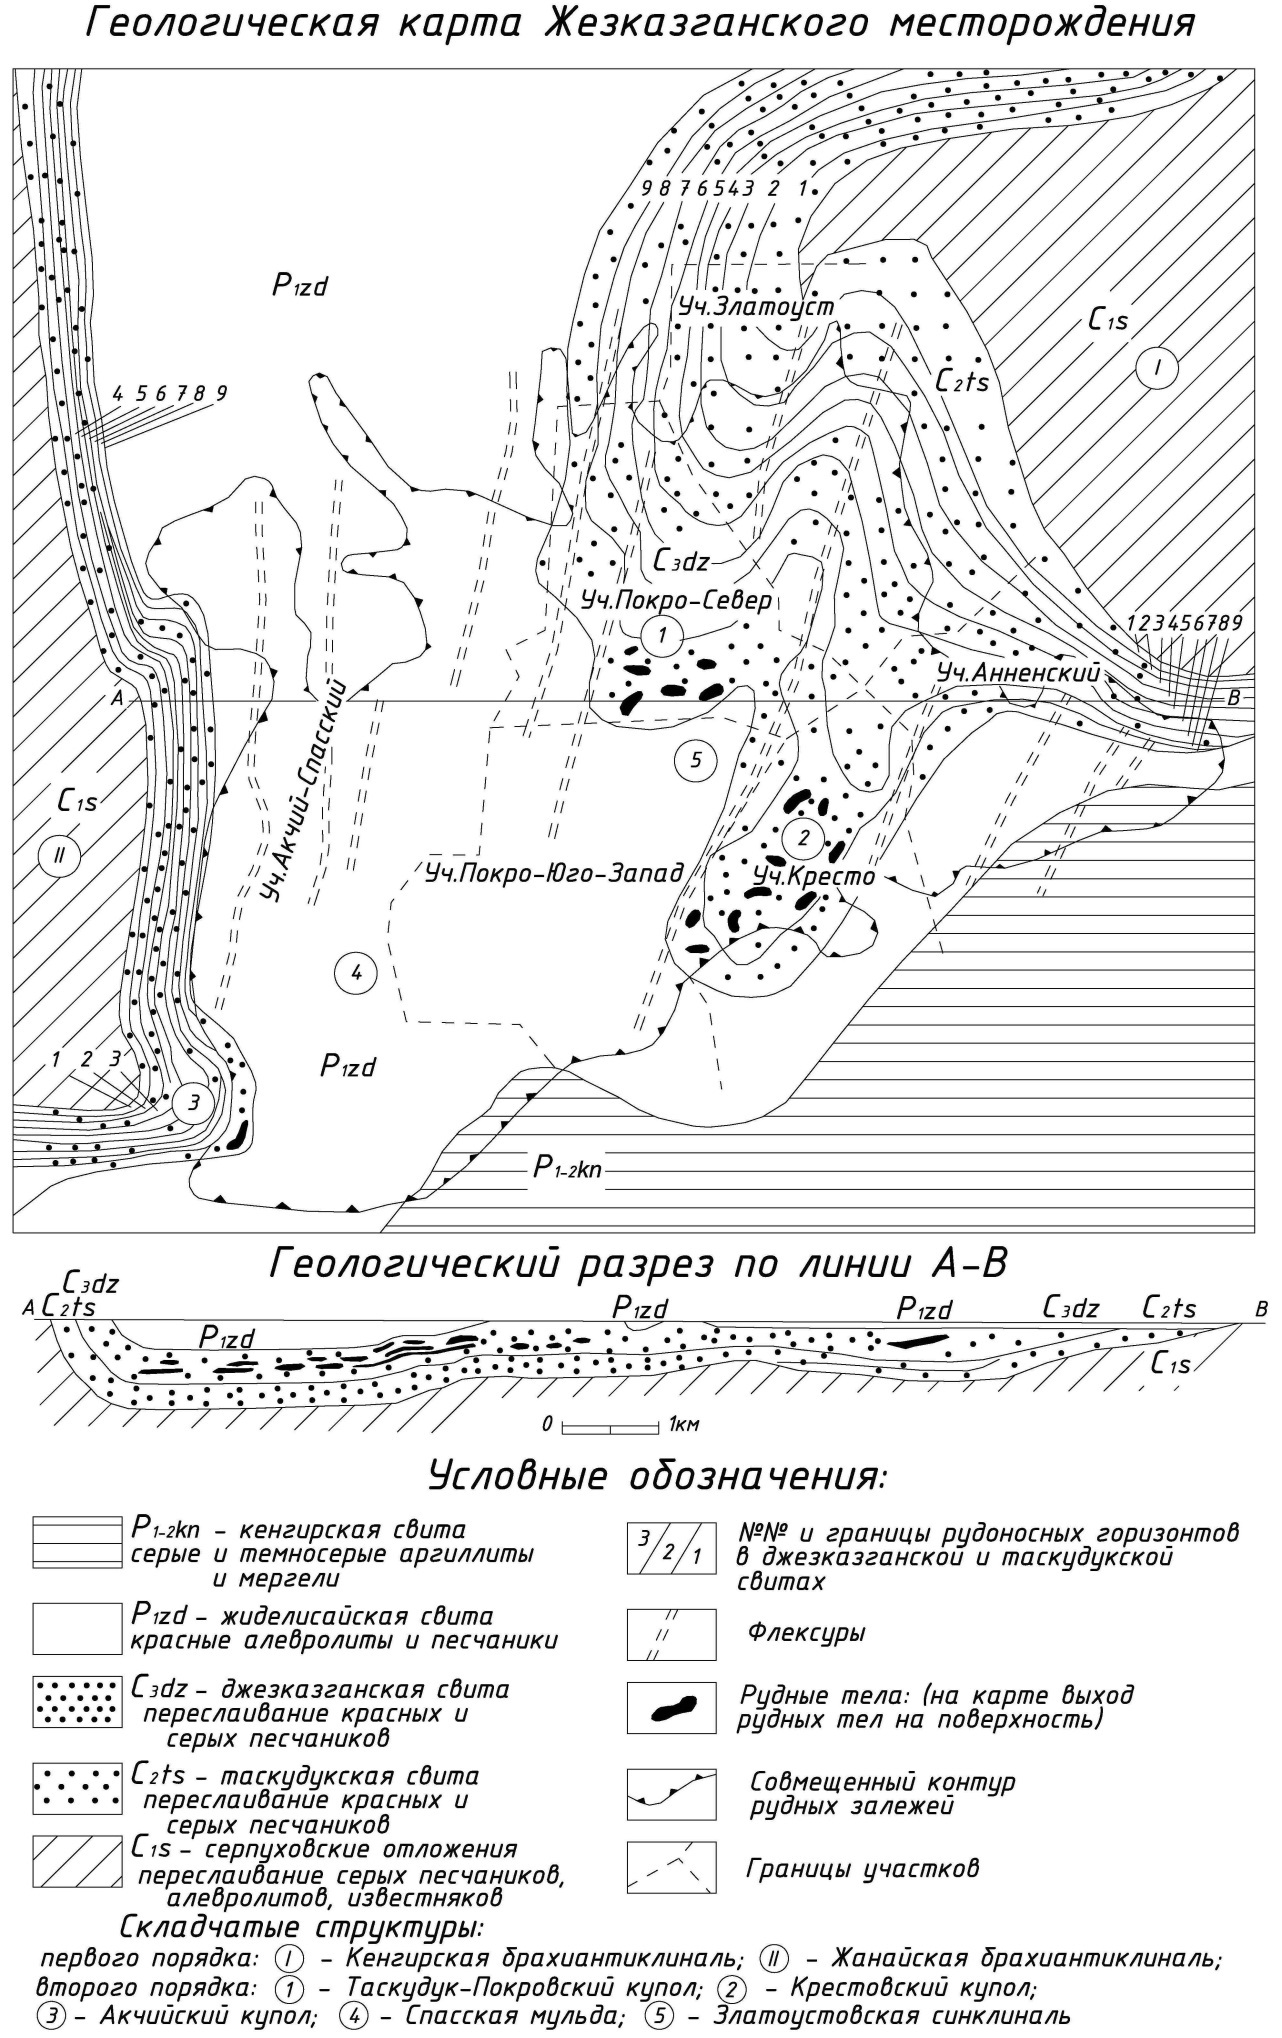 Геологическая карта Жезказганского месторождения
9 8 7 6 5 4 3 2 1
P1zd
Уч.Златоуст
C1s
I
C2ts
4 5 6 7 8 9
C3dz
Уч.Покро-Север
1
1 2 3 4 5 6 7 8 9
Уч.Анненский
А
В
Уч.Акчий-Спасский
5
C1s
II
2
Уч.Покро-Юго-Запад
Уч.Кресто
4
1 2 3
P1zd
3
P1-2kn
Геологический разрез по линии А-В
C3dz
А C2ts
P1zd
P1zd
P1zd
C3dz
C2ts
В
C1s
0
1км
Условные обозначения:
P1-2kn - кенгирская свита
серые и темносерые аргиллиты
и мергели
P1zd - жиделисайская свита
красные алевролиты и песчаники
C3dz - джезказганская свита
переслаивание красных и
серых песчаников
C2ts - таскудукская свита
переслаивание красных и
серых песчаников
C1s - серпуховские отложения
переслаивание серых песчаников,
алевролитов, известняков
3 2 1
№№ и границы рудоносных горизонтов
в джезказганской и таскудукской
свитах
Флексуры
Рудные тела: (на карте выход
рудных тел на поверхность)
Совмещенный контур
рудных залежей
Границы участков
Складчатые структуры:
первого порядка: I - Кенгирская брахиантиклиналь; II - Жанайская брахиантиклиналь;
второго порядка: 1 - Таскудук-Покровский купол; 2 - Крестовский купол;
3 - Акчийский купол; 4 - Спасская мульда; 5 - Златоустовская синклиналь